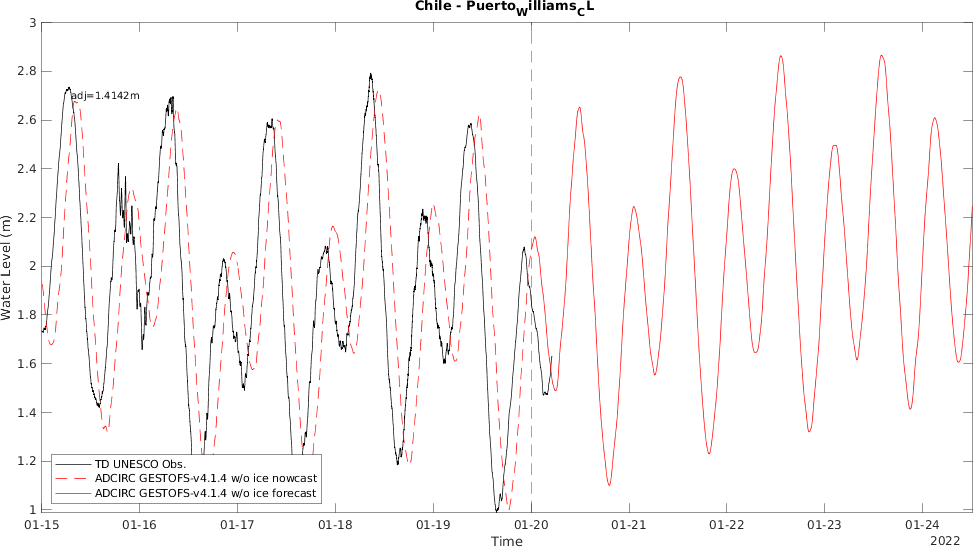 Chile - Puerto_Williams_CL
3
2.8
2.6
2.4
2.2
2
1.8
1.6
1.4
1.2
1
Water Level (m)
adj=1.4142m
TD UNESCO Obs.
ADCIRC GESTOFS-v4.1.4 w/o ice nowcast
ADCIRC GESTOFS-v4.1.4 w/o ice forecast
01-15 01-16 01-17 01-18 01-19 01-20 01-21 01-22 01-23 01-24
Time
2022